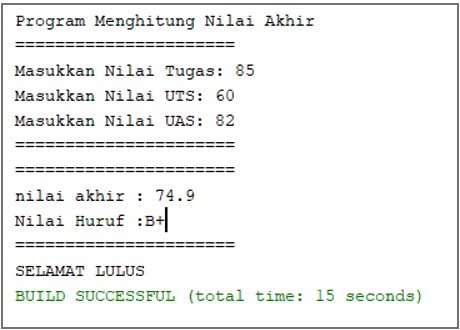 Program Menghitung Nilai Akhir
======================
Masukkan Nilai Tugas: 85
Masukkan Nilai UTS: 60
Masukkan Nilai UAS: 82
======================
======================
nilai akhir : 74.9
Nilai Huruf :B+
======================
SELAMAT LULUS
BUILD SUCCESSFUL (total time: 15 seconds)